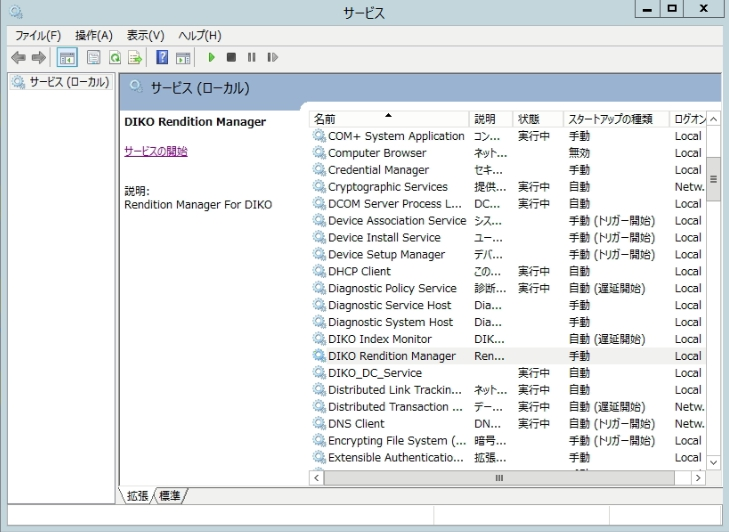 サービス
ファイル(F) 操作(A) 表示(V) ヘルプ(H)
サービス (ローカル)
サービス (ローカル)
DIKO Rendition Manager
サービスの開始
説明:
Rendition Manager For DIKO
名前 説明 状態 スタートアップの種類 ログオン
COM+ System Application コン... 実行中 手動 Local
Computer Browser ネット... 無効 Local
Credential Manager セキ... 手動 Local
Cryptographic Services 提供... 実行中 自動 Netw.
DCOM Server Process L... DC... 実行中 自動 Local
Device Association Service シス... 手動 (トリガー開始) Local
Device Install Service ユー... 手動 (トリガー開始) Local
Device Setup Manager デバ... 手動 (トリガー開始) Local
DHCP Client この... 実行中 自動 Local
Diagnostic Policy Service 診断... 実行中 自動 (遅延開始) Local
Diagnostic Service Host Dia... 手動 Local
Diagnostic System Host Dia... 手動 Local
DIKO Index Monitor DIK... 自動 (遅延開始) Local
DIKO Rendition Manager Ren... 手動 Local
DIKO_DC_Service 実行中 自動 Local
Distributed Link Trackin... ネット... 実行中 自動 Local
Distributed Transaction ... デー... 実行中 自動 (遅延開始) Netw.
DNS Client DN... 実行中 自動 (トリガー開始) Netw.
Encrypting File System (... 暗号... 手動 (トリガー開始) Local
Extensible Authenticatio... 拡張... 手動 Local
拡張 標準